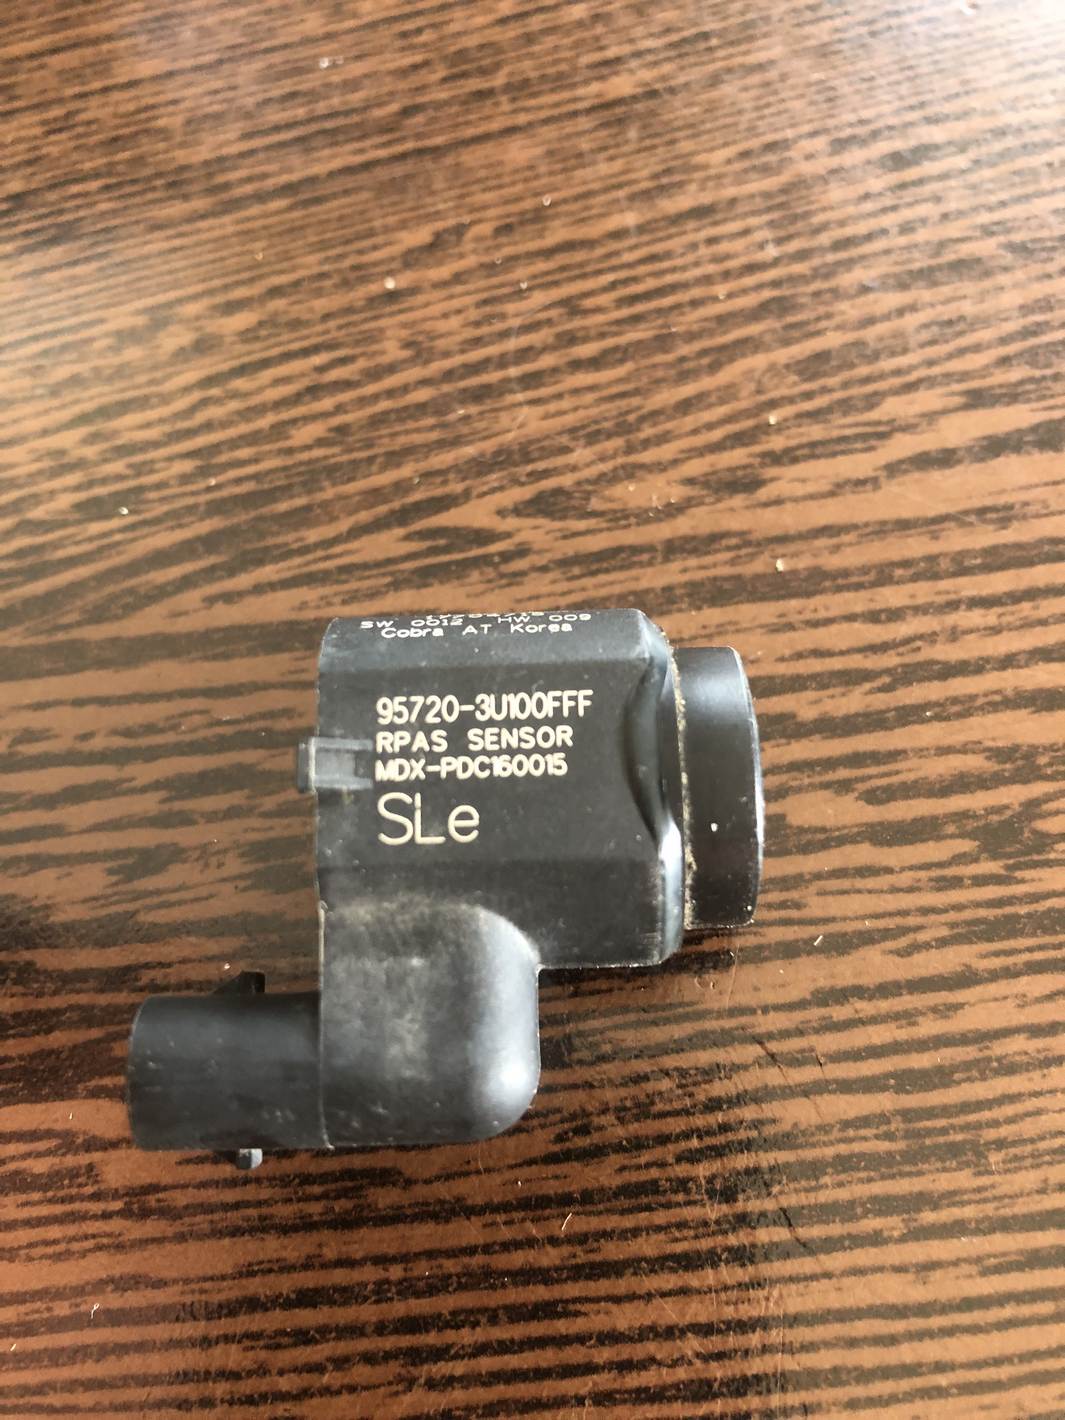 SW 0012 HW 009
Cobra AT Korea
95720-3U100FFF
RPAS SENSOR
MDX-PDC160015
SLe